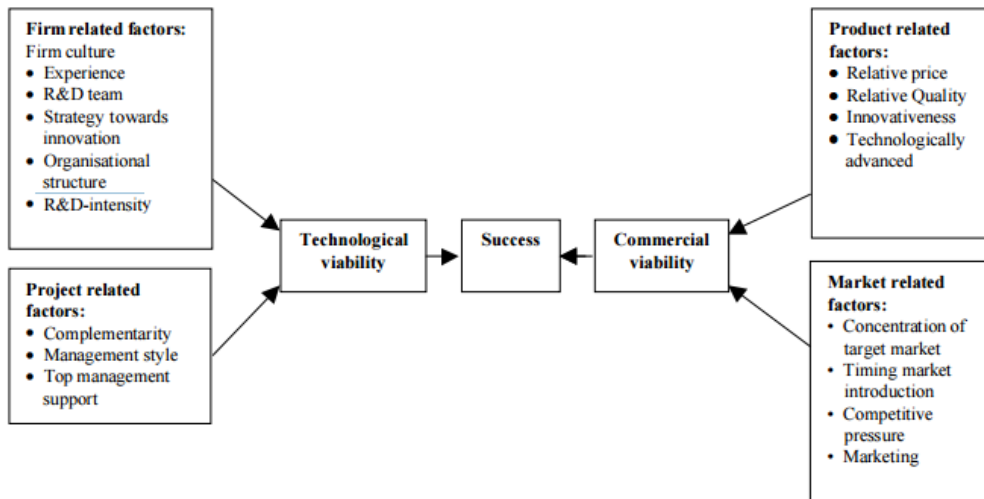 Firm related factors:
Firm culture
• Experience
• R&D team
• Strategy towards
innovation
• Organisational
structure
• R&D-intensity
Project related
factors:
• Complementarity
• Management style
• Top management
support
Technological
viability
Success
Commercial
viability
Product related
factors:
• Relative price
• Relative Quality
• Innovativeness
• Technologically
advanced
Market related
factors:
• Concentration of
target market
• Timing market
introduction
• Competitive
pressure
• Marketing